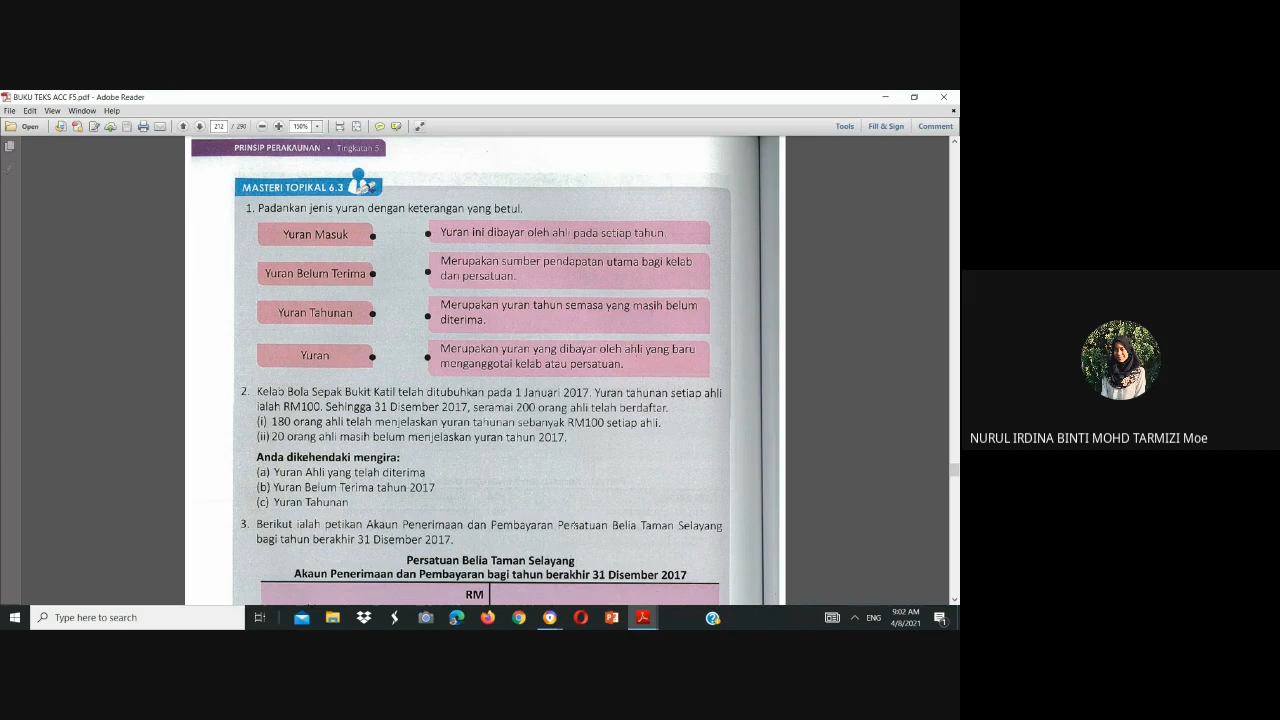 BUKU TEKS ACC F5.pdf - Adobe Reader
File Edit View Window Help
Open 212 / 290 150% Tools Fill & Sign Comment
PRINSIP PERAKAUNAN • Tingkatan 5
MASTERI TOPIKAL 6.3
1. Padankan jenis yuran dengan keterangan yang betul.
Yuran Masuk
Yuran ini dibayar oleh ahli pada setiap tahun.
Yuran Belum Terima
Merupakan sumber pendapatan utama bagi kelab
dan persatuan.
Yuran Tahunan
Merupakan yuran tahun semasa yang masih belum
diterima.
Yuran
Merupakan yuran yang dibayar oleh ahli yang baru
menganggotai kelab atau persatuan.
2. Kelab Bola Sepak Bukit Katil telah ditubuhkan pada 1 Januari 2017. Yuran tahunan setiap ahli
ialah RM100. Sehingga 31 Disember 2017, seramai 200 orang ahli telah berdaftar.
(i) 180 orang ahli telah menjelaskan yuran tahunan sebanyak RM100 setiap ahli.
(ii) 20 orang ahli masih belum menjelaskan yuran tahun 2017.
Anda dikehendaki mengira:
(a) Yuran Ahli yang telah diterima
(b) Yuran Belum Terima tahun 2017
(c) Yuran Tahunan
3. Berikut ialah petikan Akaun Penerimaan dan Pembayaran Persatuan Belia Taman Selayang
bagi tahun berakhir 31 Disember 2017.
Persatuan Belia Taman Selayang
Akaun Penerimaan dan Pembayaran bagi tahun berakhir 31 Disember 2017
RM
Type here to search
ENG
9:02 AM
4/8/2021
NURUL IRDINA BINTI MOHD TARMIZI Moe